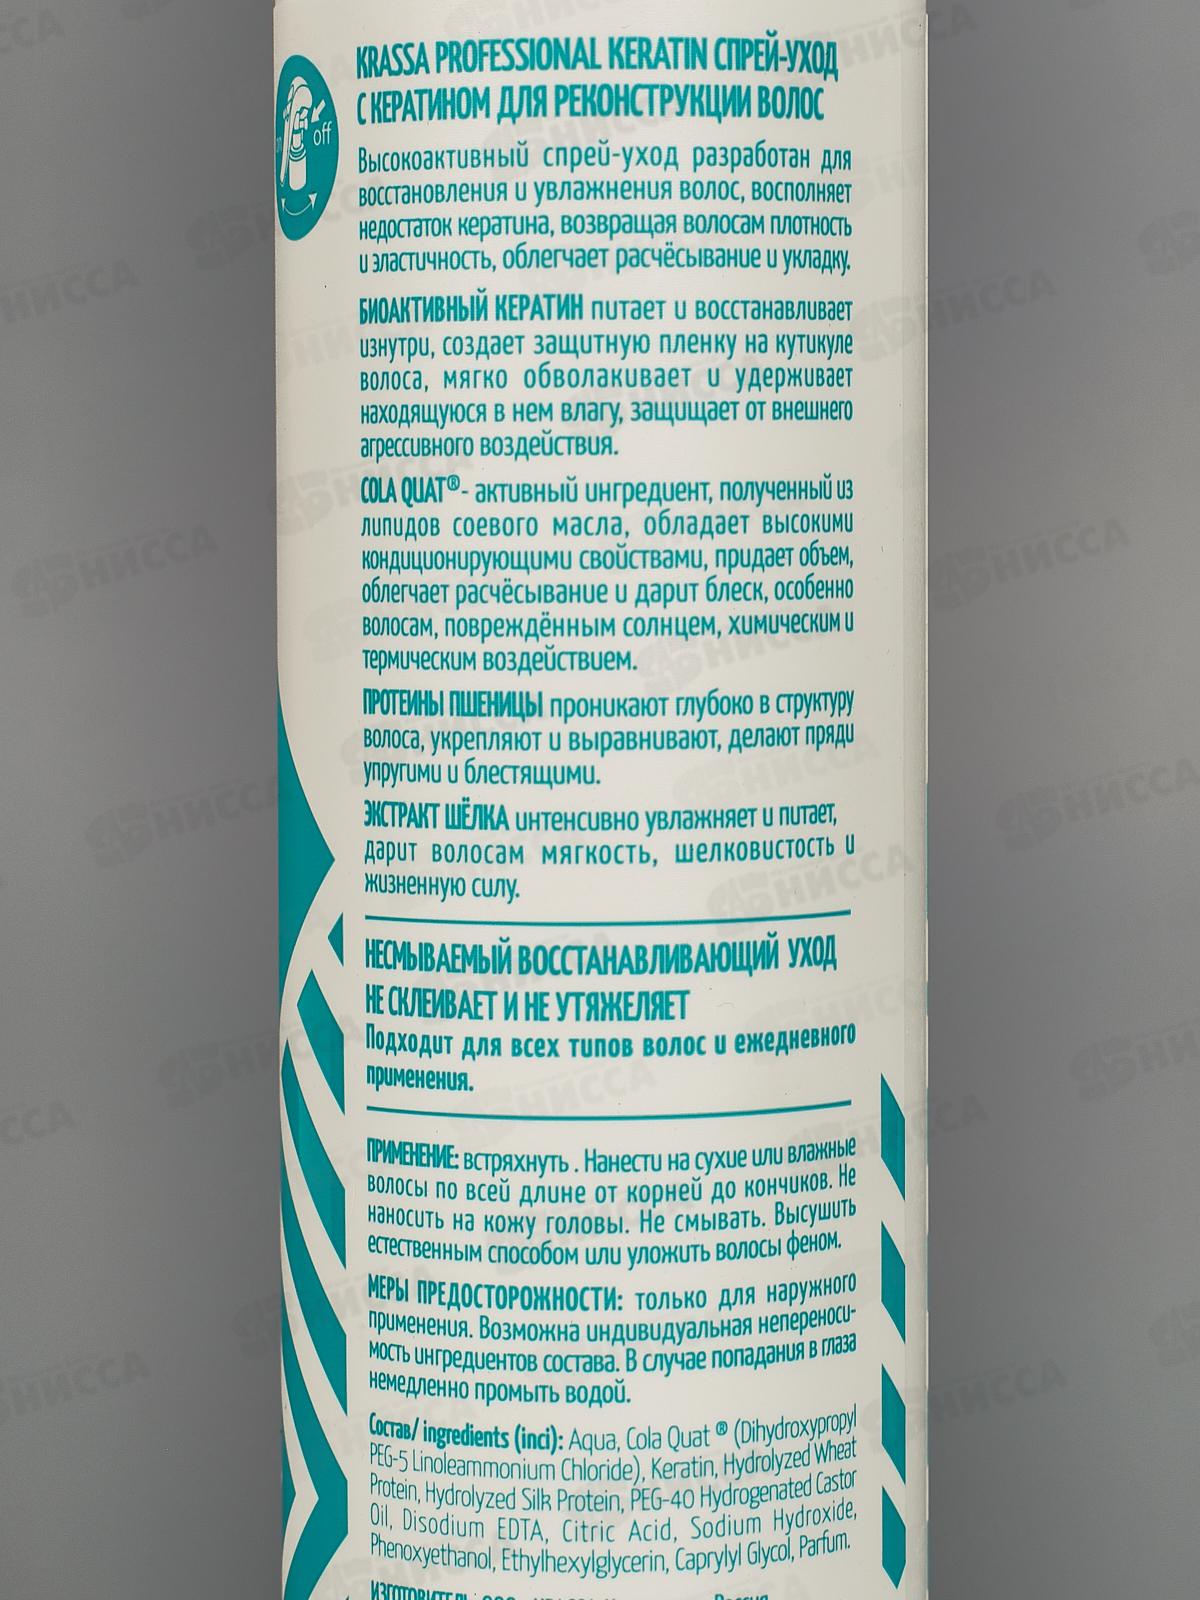 KRASSA PROFESSIONAL KERATIN СПРЕЙ-УХОД
С КЕРАТИНОМ ДЛЯ РЕКОНСТРУКЦИИ ВОЛОС
off
Высокоактивный спрей-уход разработан для
восстановления и увлажнения волос, восполняет
недостаток кератина, возвращая волосам плотность
и эластичность, облегчает расчёсывание и укладку.
БИОАКТИВНЫЙ КЕРАТИН питает и восстанавливает
изнутри, создает защитную пленку на кутикуле
волоса, мягко обволакивает и удерживает
находящуюся в нем влагу, защищает от внешнего
агрессивного воздействия.
COLA QUAT®- активный ингредиент, полученный из
липидов соевого масла, обладает высокими
кондиционирующими свойствами, придает объем,
облегчает расчёсывание и дарит блеск, особенно
волосам, повреждённым солнцем, химическим и
термическим воздействием.
ПРОТЕИНЫ ПШЕНИЦЫ проникают глубоко в структуру
волоса, укрепляют и выравнивают, делают пряди
упругими и блестящими.
ЭКСТРАКТ ШЁЛКА интенсивно увлажняет и питает,
дарит волосам мягкость, шелковистость и
жизненную силу.
НЕСМЫВАЕМЫЙ ВОССТАНАВЛИВАЮЩИЙ УХОД
НЕ СКЛЕИВАЕТ И НЕ УТЯЖЕЛЯЕТ
Подходит для всех типов волос и ежедневного
применения.
ПРИМЕНЕНИЕ: встряхнуть . Нанести на сухие или влажные
волосы по всей длине от корней до кончиков. Не
наносить на кожу головы. Не смывать. Высушить
естественным способом или уложить волосы феном.
МЕРЫ ПРЕДОСТОРОЖНОСТИ: только для наружного
применения. Возможна индивидуальная непереноси-
мость ингредиентов состава. В случае попадания в глаза
немедленно промыть водой.
Состав/ ingredients (inci): Aqua, Cola Quat ® (Dihydroxypropyl
PEG-5 Linoleammonium Chloride), Keratin, Hydrolyzed Wheat
Protein, Hydrolyzed Silk Protein, PEG-40 Hydrogenated Castor
Oil, Disodium EDTA, Citric Acid, Sodium Hydroxide,
Phenoxyethanol, Ethylhexylglycerin, Caprylyl Glycol, Parfum.